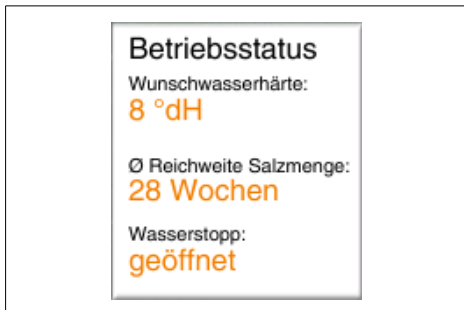 Betriebsstatus
Wunschwasserhärte:
8 °dH
Ø Reichweite Salzmenge:
28 Wochen
Wasserstopp:
geöffnet